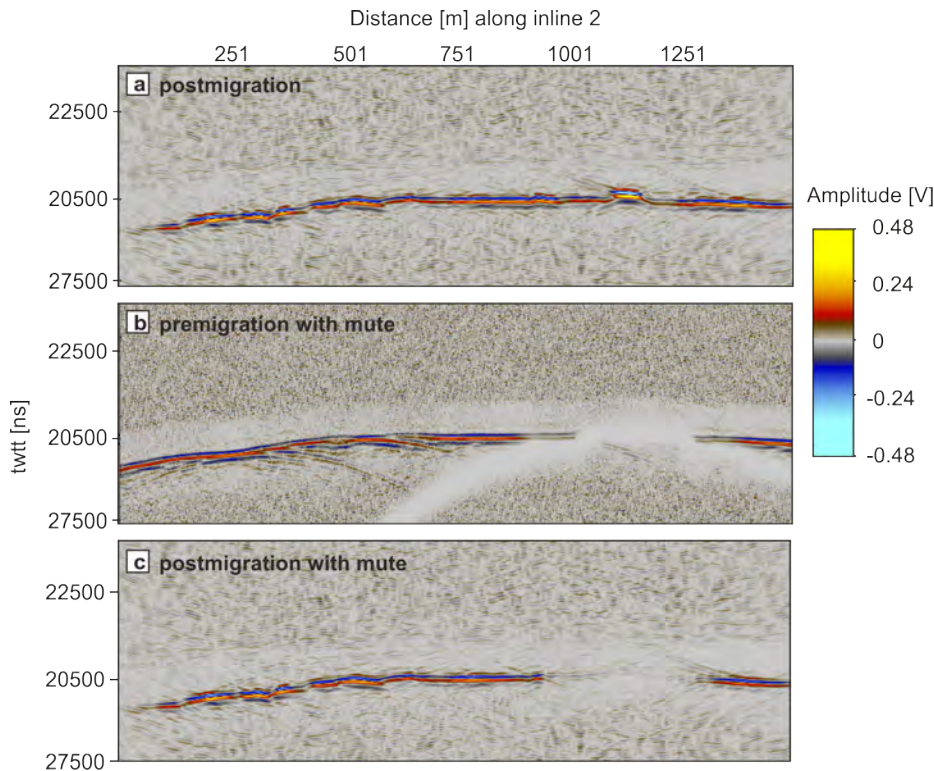 Distance [m] along inline 2
251 501 751 1001 1251
a postmigration
22500
20500
27500
Amplitude [V]
0.48
0.24
0
-0.24
-0.48
b premigration with mute
22500
20500
27500
twtt [ns]
c postmigration with mute
22500
20500
27500